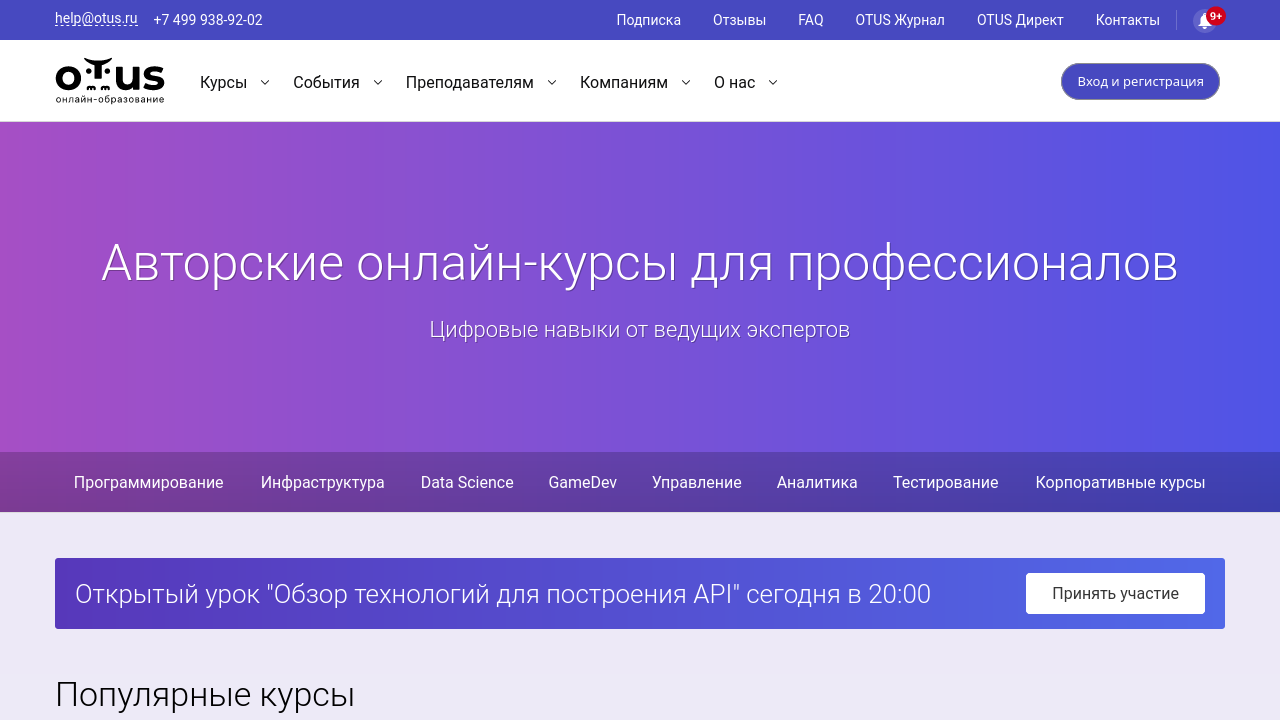 help@otus.ru +7 499 938-92-02 Подписка Отзывы FAQ OTUS Журнал OTUS Директ Контакты 9+
отus Курсы События Преподавателям Компаниям О нас Вход и регистрация
онлайн-образование
Авторские онлайн-курсы для профессионалов
Цифровые навыки от ведущих экспертов
Программирование Инфраструктура Data Science GameDev Управление Аналитика Тестирование Корпоративные курсы
Открытый урок "Обзор технологий для построения API" сегодня в 20:00 Принять участие
Популярные курсы